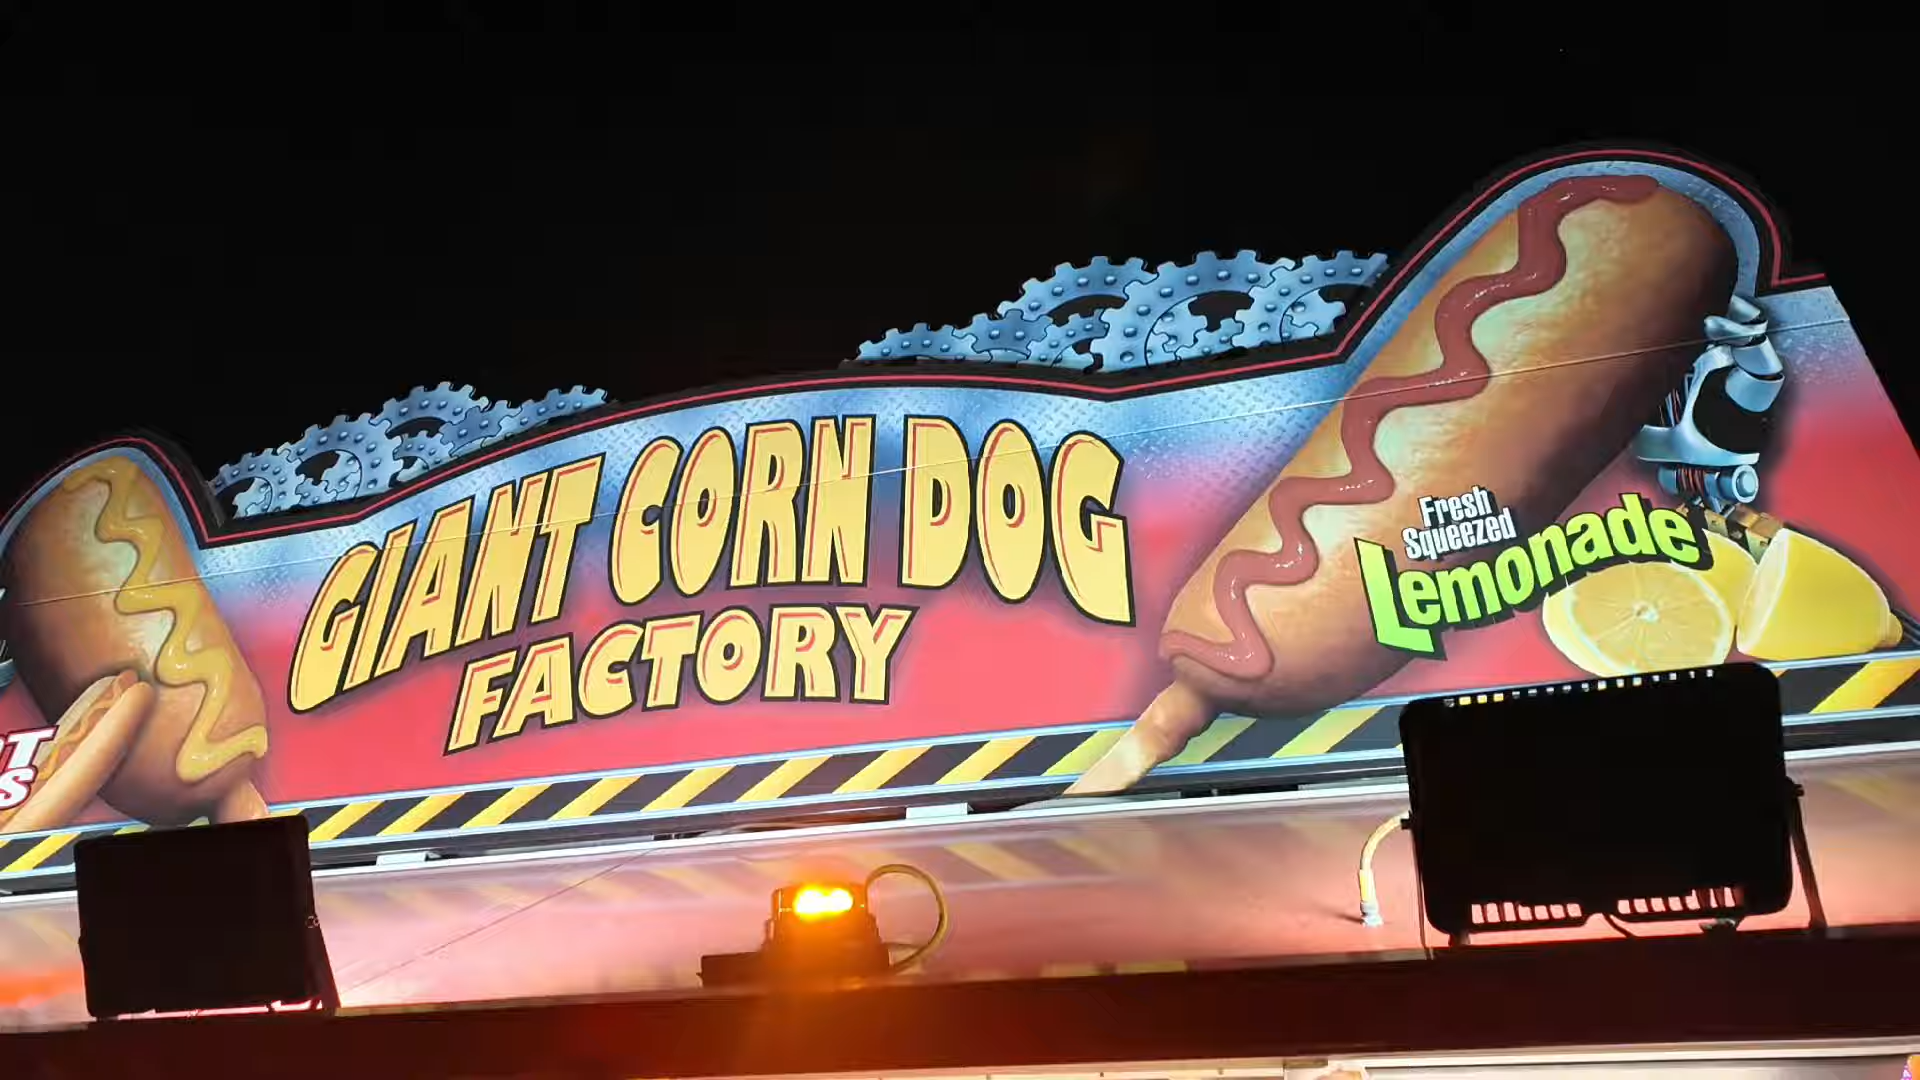 GIANT CORN DOG
FACTORY
Fresh
Squeezed
Lemonade